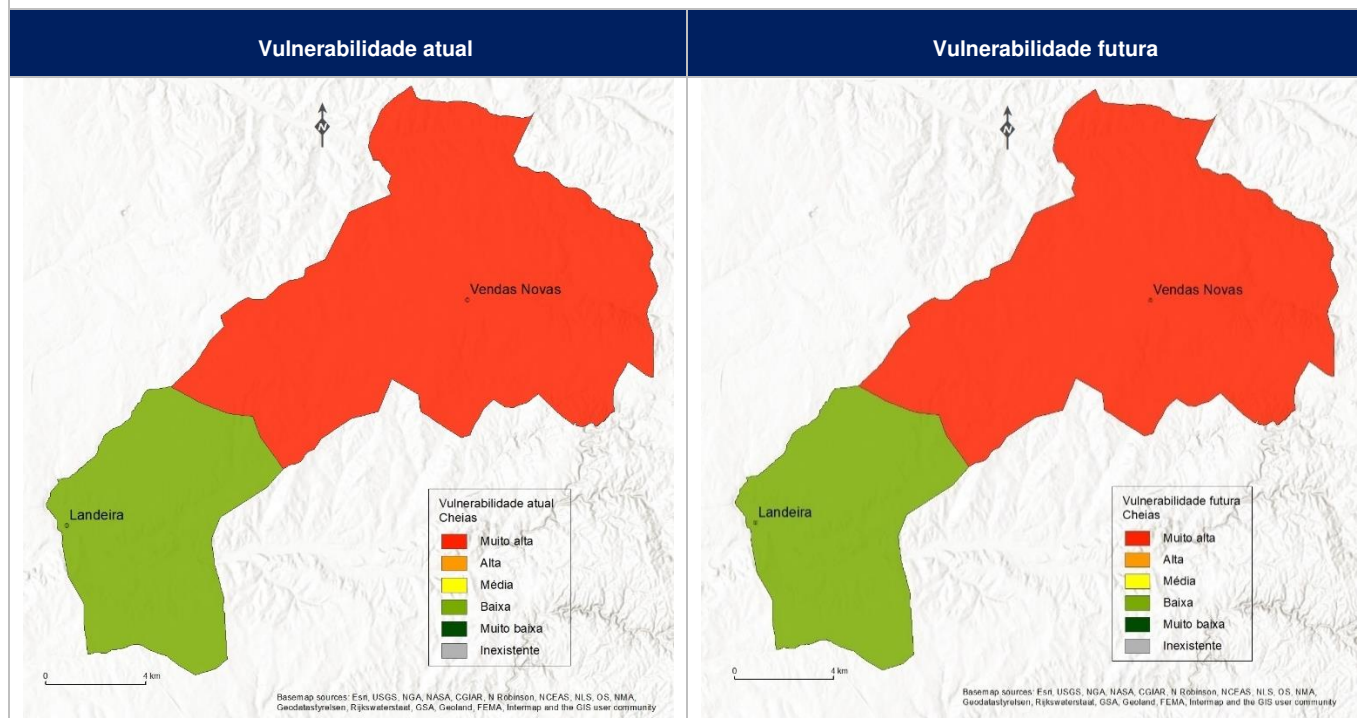 Vulnerabilidade atual
Vulnerabilidade futura
N
Vendas Novas
Landeira
Vulnerabilidade atual
Cheias
Muito alta
Alta
Média
Baixa
Muito baixa
Inexistente
0 4 km
Basemap sources: Esri, USGS, NGA, NASA, CGIAR, N Robinson, NCEAS, NLS, OS, NMA,
Geodatastyrelsen, Rijkswaterstaat, GSA, Geoland, FEMA, Intermap and the GIS user community
N
Vendas Novas
Landeira
Vulnerabilidade futura
Cheias
Muito alta
Alta
Média
Baixa
Muito baixa
Inexistente
0 4 km
Basemap sources: Esri, USGS, NGA, NASA, CGIAR, N Robinson, NCEAS, NLS, OS, NMA,
Geodatastyrelsen, Rijkswaterstaat, GSA, Geoland, FEMA, Intermap and the GIS user community